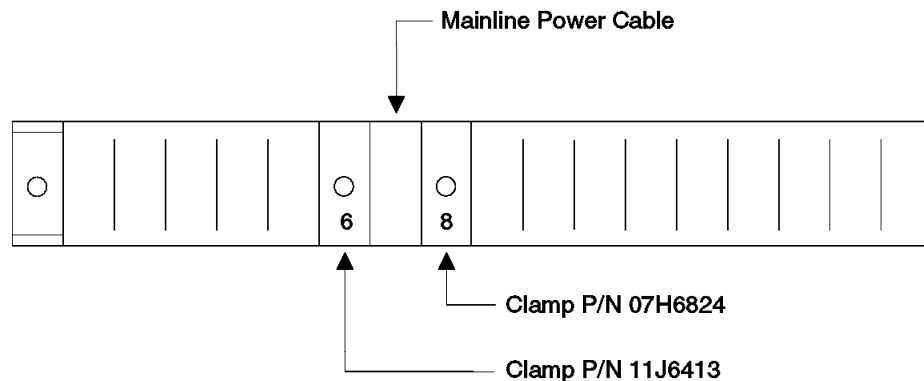 Mainline Power Cable
6
8
Clamp P/N 07H6824
Clamp P/N 11J6413